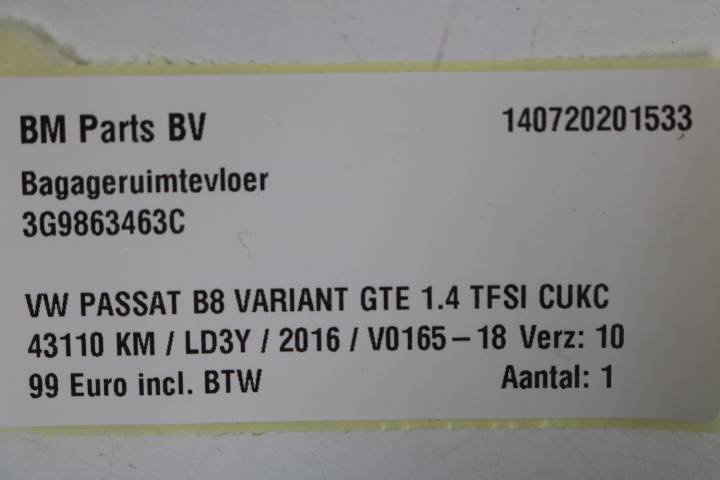 BM Parts BV 140720201533
Bagageruimtevloer
3G9863463C
VW PASSAT B8 VARIANT GTE 1.4 TFSI CUKC
43110 KM / LD3Y / 2016 / V0165-18 Verz: 10
99 Euro incl. BTW Aantal: 1